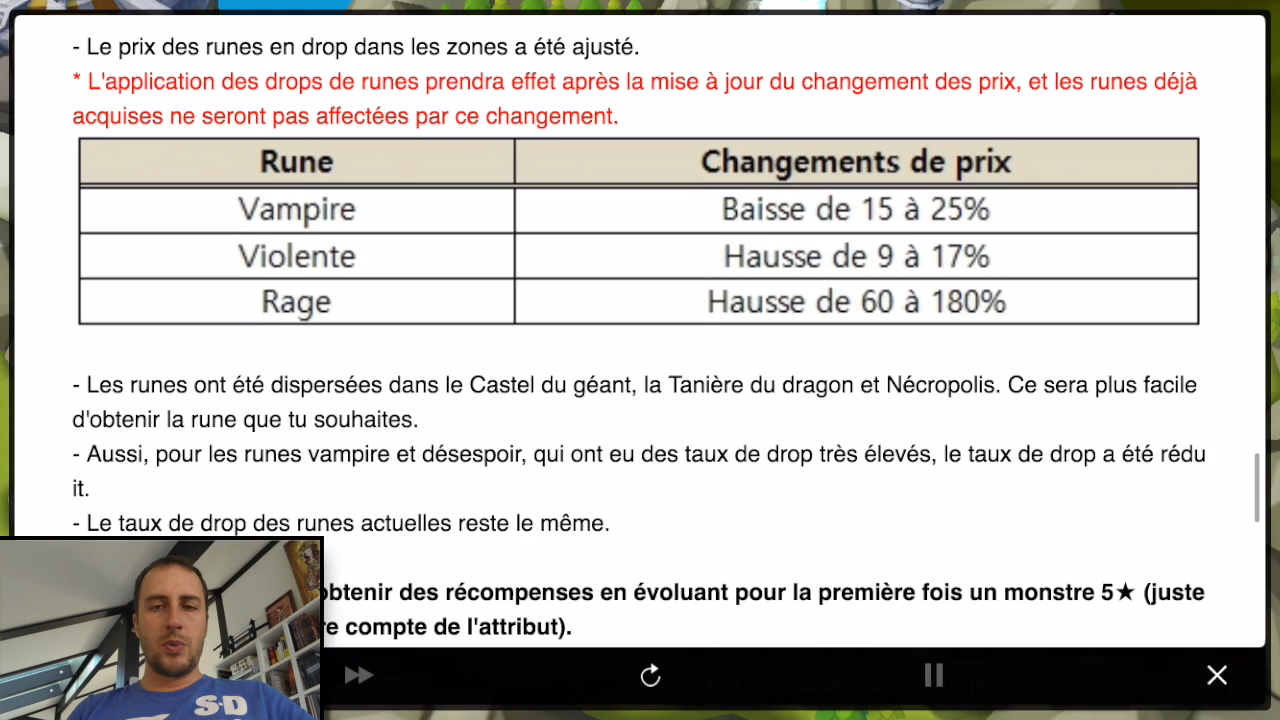 - Le prix des runes en drop dans les zones a été ajusté.
* L'application des drops de runes prendra effet après la mise à jour du changement des prix, et les runes déjà
acquises ne seront pas affectées par ce changement.
Rune Changements de prix
Vampire Baisse de 15 à 25%
Violente Hausse de 9 à 17%
Rage Hausse de 60 à 180%
- Les runes ont été dispersées dans le Castel du géant, la Tanière du dragon et Nécropolis. Ce sera plus facile
d'obtenir la rune que tu souhaites.
- Aussi, pour les runes vampire et désespoir, qui ont eu des taux de drop très élevés, le taux de drop a été rédu
it.
- Le taux de drop des runes actuelles reste le même.
obtenir des récompenses en évoluant pour la première fois un monstre 5★ (juste
re compte de l'attribut).
S-D